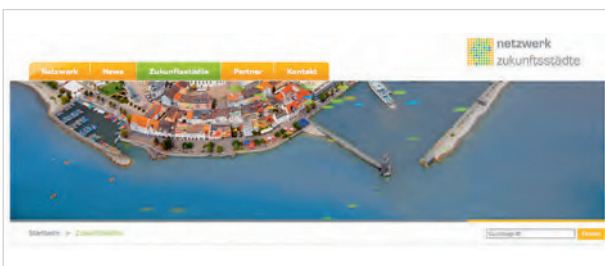 netzwerk
zukunftsstädte
Netzwerk News Zukunftsstädte Partner Kontakt
Startseite > Zukunftsstädte
Suchbegriff